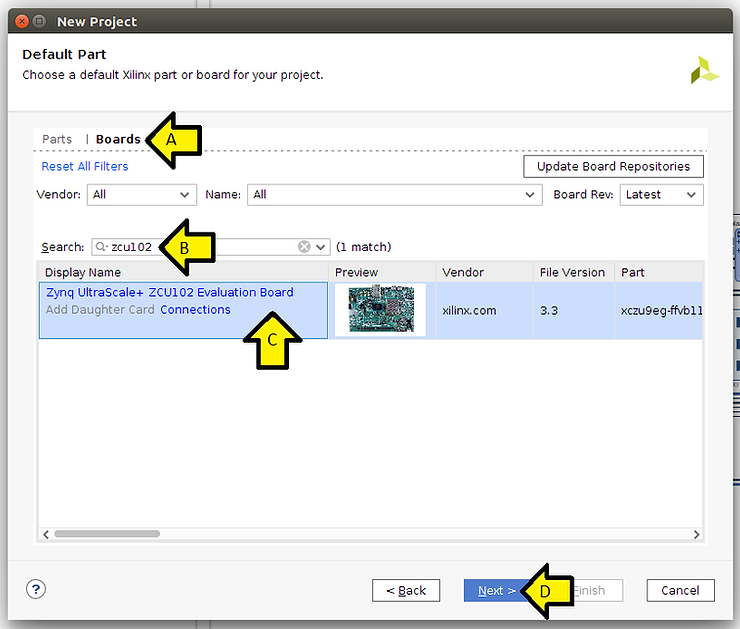 New Project
Default Part
Choose a default Xilinx part or board for your project.
Parts | Boards A
Reset All Filters
Update Board Repositories
Vendor: All Name: All Board Rev: Latest
Search: zcu102 B (1 match)
Display Name Preview Vendor File Version Part
Zynq UltraScale+ ZCU102 Evaluation Board
Add Daughter Card Connections
xilinx.com 3.3 xczu9eg-ffvb11
C
? < Back Next > D Finish Cancel